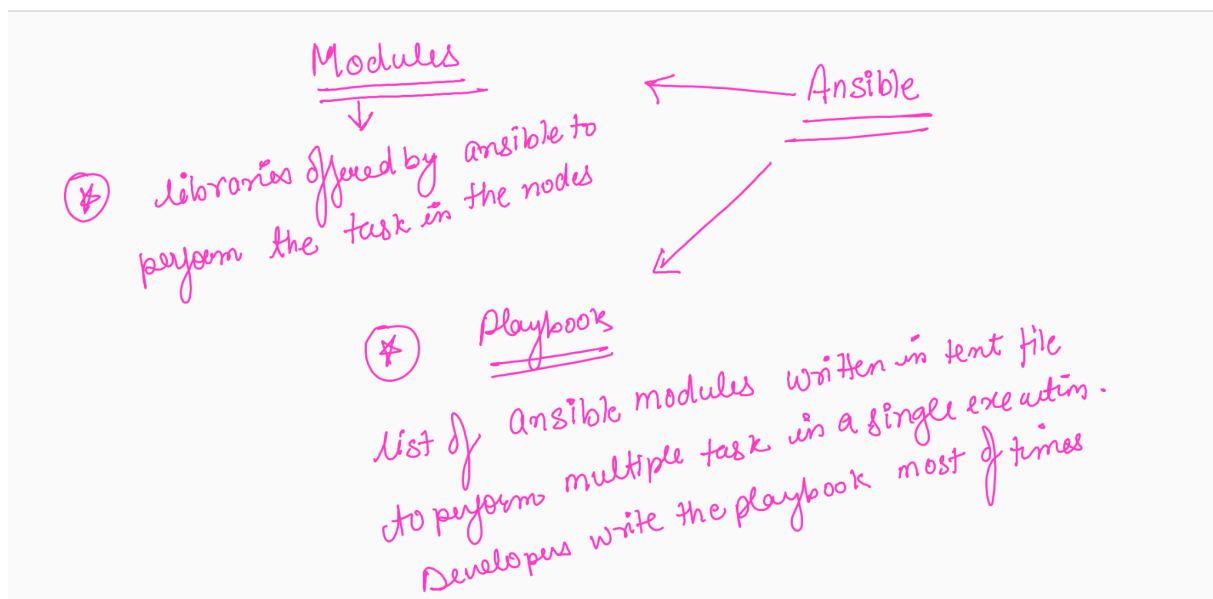 Modules
Ansible
libraries offered by ansible to
perform the task in the nodes
Playbook
list of ansible modules written in text file
to perform multiple task in a single execution.
Developers write the playbook most of times